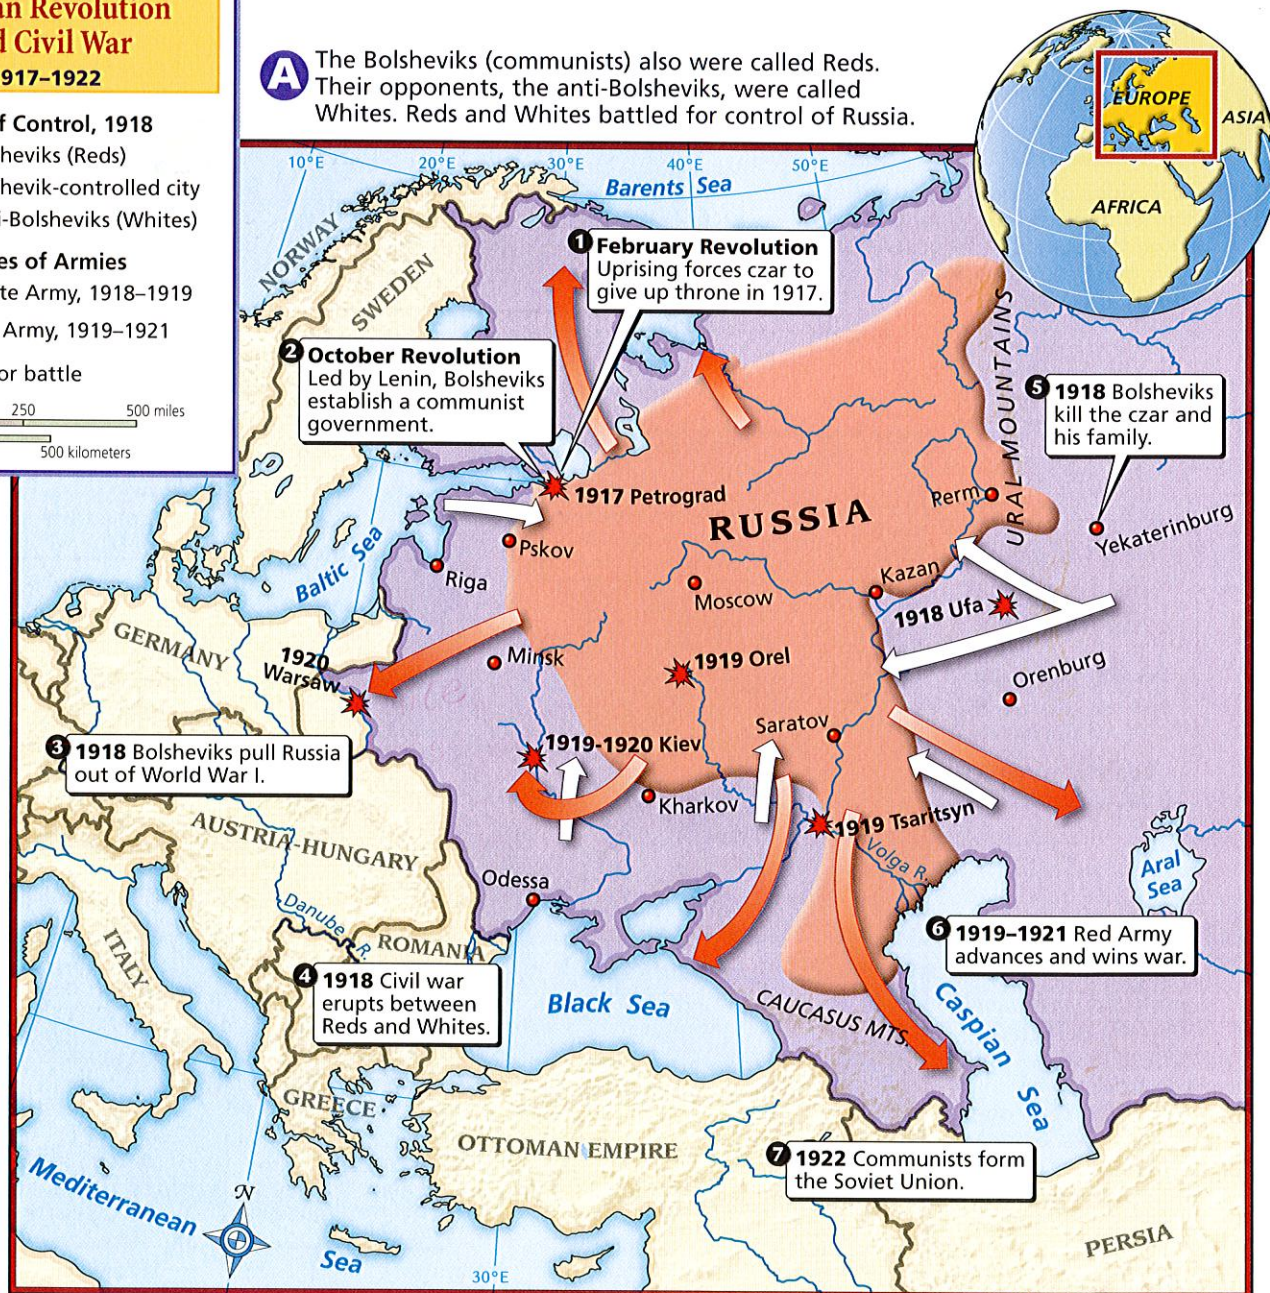 an Revolution
d Civil War
1917–1922
f Control, 1918
heviks (Reds)
hevik-controlled city
i-Bolsheviks (Whites)
es of Armies
te Army, 1918–1919
Army, 1919–1921
or battle
250
500 miles
500 kilometers
A
The Bolsheviks (communists) also were called Reds.
Their opponents, the anti-Bolsheviks, were called
Whites. Reds and Whites battled for control of Russia.
EUROPE
ASIA
AFRICA
10°E
20°E
30°E
40°E
50°E
Barents Sea
NORWAY
SWEDEN
1 February Revolution
Uprising forces czar to
give up throne in 1917.
2 October Revolution
Led by Lenin, Bolsheviks
establish a communist
government.
URAL MOUNTAINS
5 1918 Bolsheviks
kill the czar and
his family.
1917 Petrograd
RUSSIA
Rerm
Yekaterinburg
Pskov
Baltic Sea
Riga
Moscow
Kazan
1918 Ufa
GERMANY
1920
Warsaw
Minsk
1919 Orel
Orenburg
3 1918 Bolsheviks pull Russia
out of World War I.
1919-1920 Kiev
Saratov
Kharkov
1919 Tsaritsyn
Volga R.
AUSTRIA-HUNGARY
Aral
Sea
Odessa
Danube R.
ROMANIA
6 1919–1921 Red Army
advances and wins war.
ITALY
4 1918 Civil war
erupts between
Reds and Whites.
Black Sea
CAUCASUS MTS.
Caspian Sea
GREECE
OTTOMAN EMPIRE
7 1922 Communists form
the Soviet Union.
Mediterranean
Sea
N
30°E
PERSIA